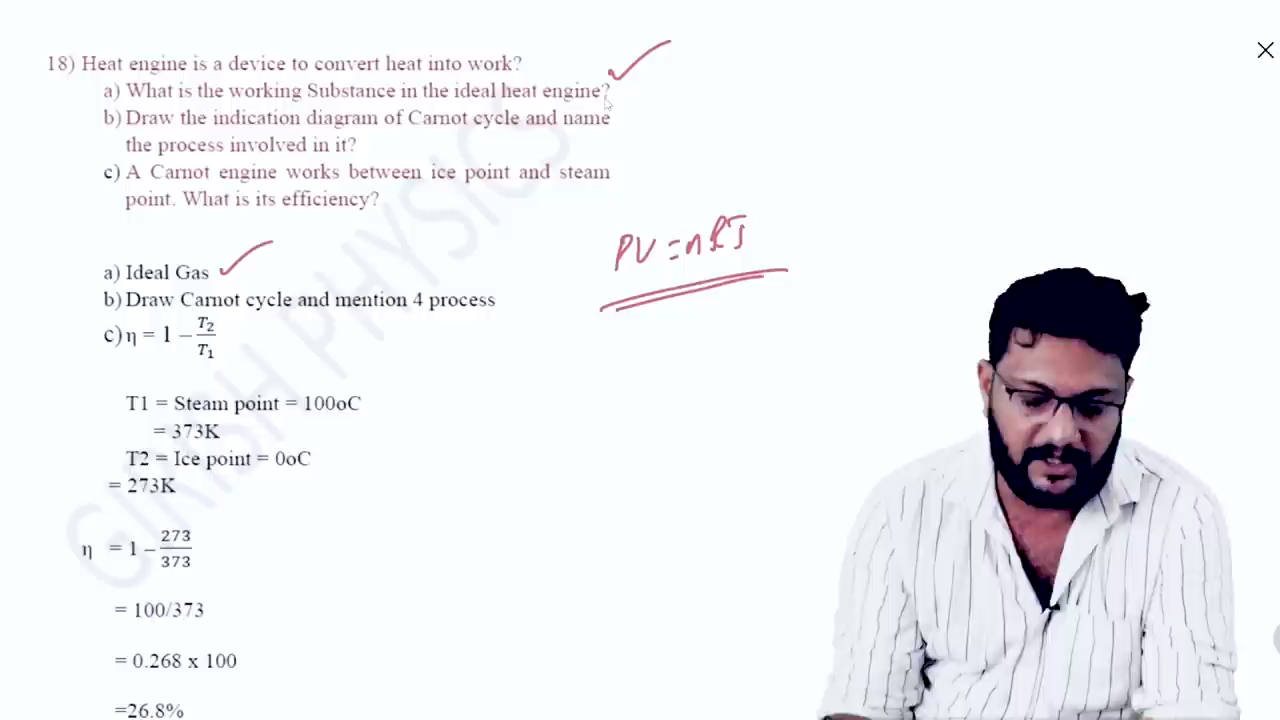 18) Heat engine is a device to convert heat into work?
a) What is the working Substance in the ideal heat engine?
b) Draw the indication diagram of Carnot cycle and name
the process involved in it?
c) A Carnot engine works between ice point and steam
point. What is its efficiency?
PV = nRT
a) Ideal Gas
b) Draw Carnot cycle and mention 4 process
c) η = 1 − T2/T1
T1 = Steam point = 100oC
= 373K
T2 = Ice point = 0oC
= 273K
η = 1 − 273/373
= 100/373
= 0.268 x 100
=26.8%
GIRISH PHYSICS